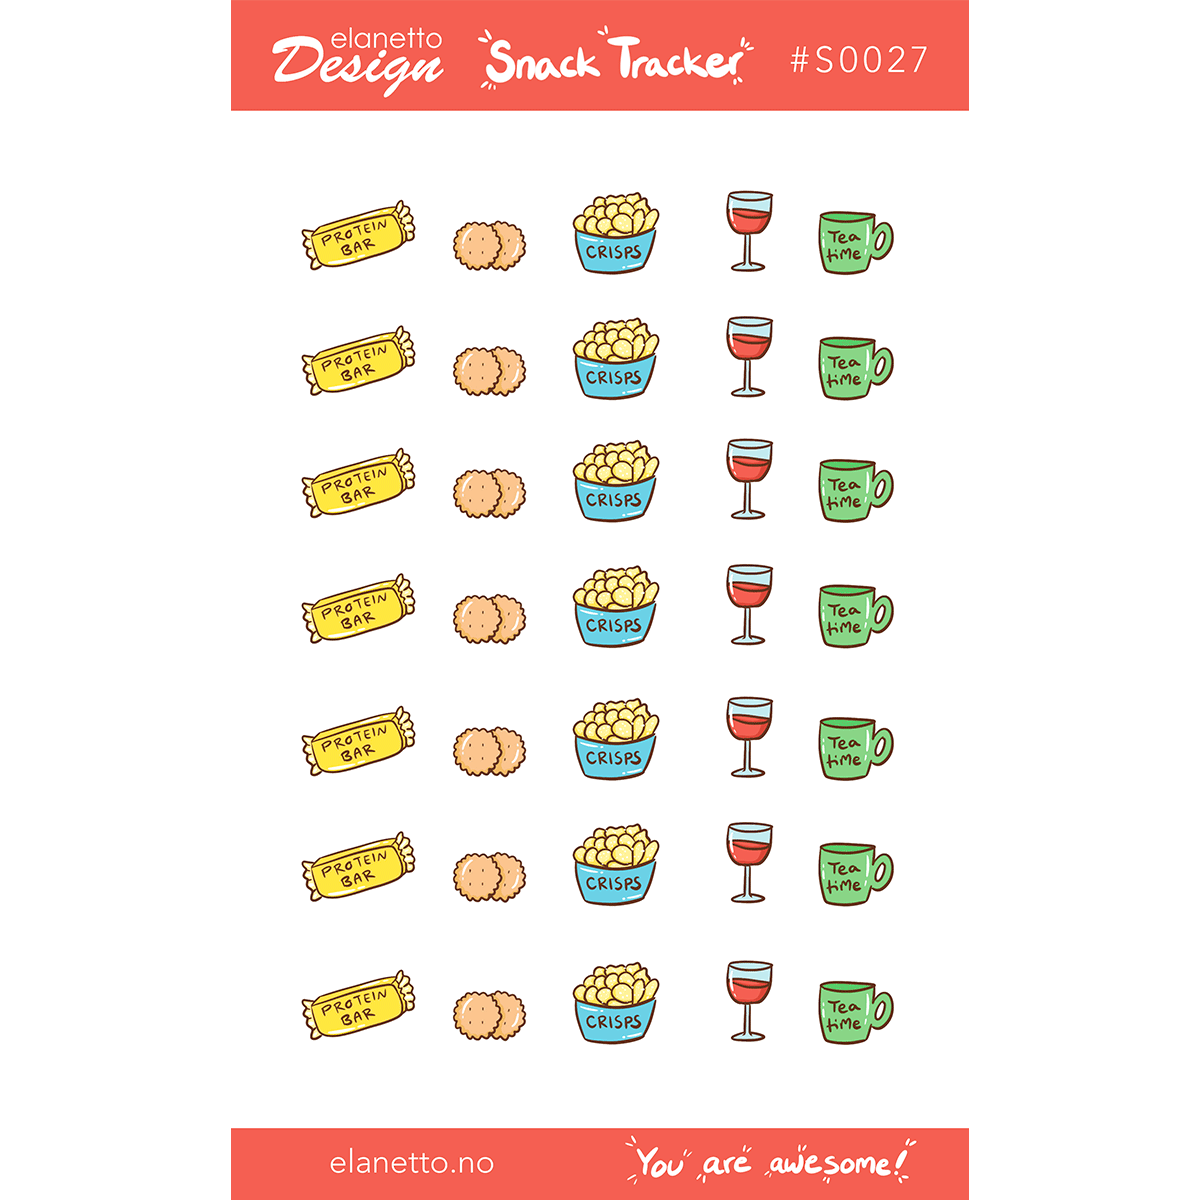 elanetto
Design
Snack Tracker
#S0027
PROTEIN
BAR
CRISPS
Tea
time
PROTEIN
BAR
CRISPS
Tea
time
PROTEIN
BAR
CRISPS
Tea
time
PROTEIN
BAR
CRISPS
Tea
time
PROTEIN
BAR
CRISPS
Tea
time
PROTEIN
BAR
CRISPS
Tea
time
PROTEIN
BAR
CRISPS
Tea
time
elanetto.no
You are awesome!